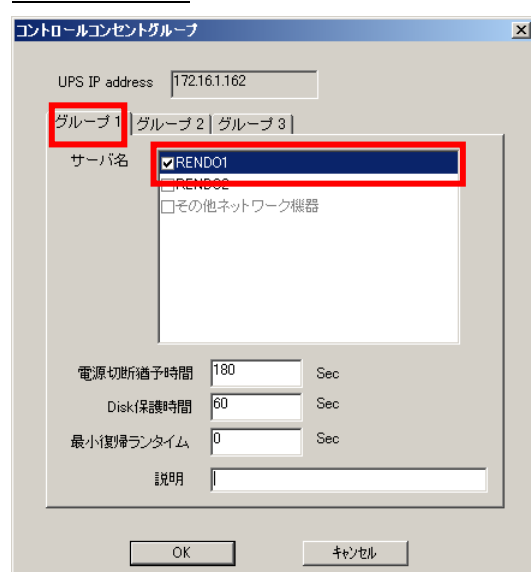 コントロールコンセントグループ
UPS IP address 172.16.1.162
グループ 1 グループ 2 グループ 3
サーバ名 RENDO1
RENDO2
その他ネットワーク機器
電源切断猶予時間 180 Sec
Disk保護時間 60 Sec
最小復帰ランタイム 0 Sec
説明
OK キャンセル